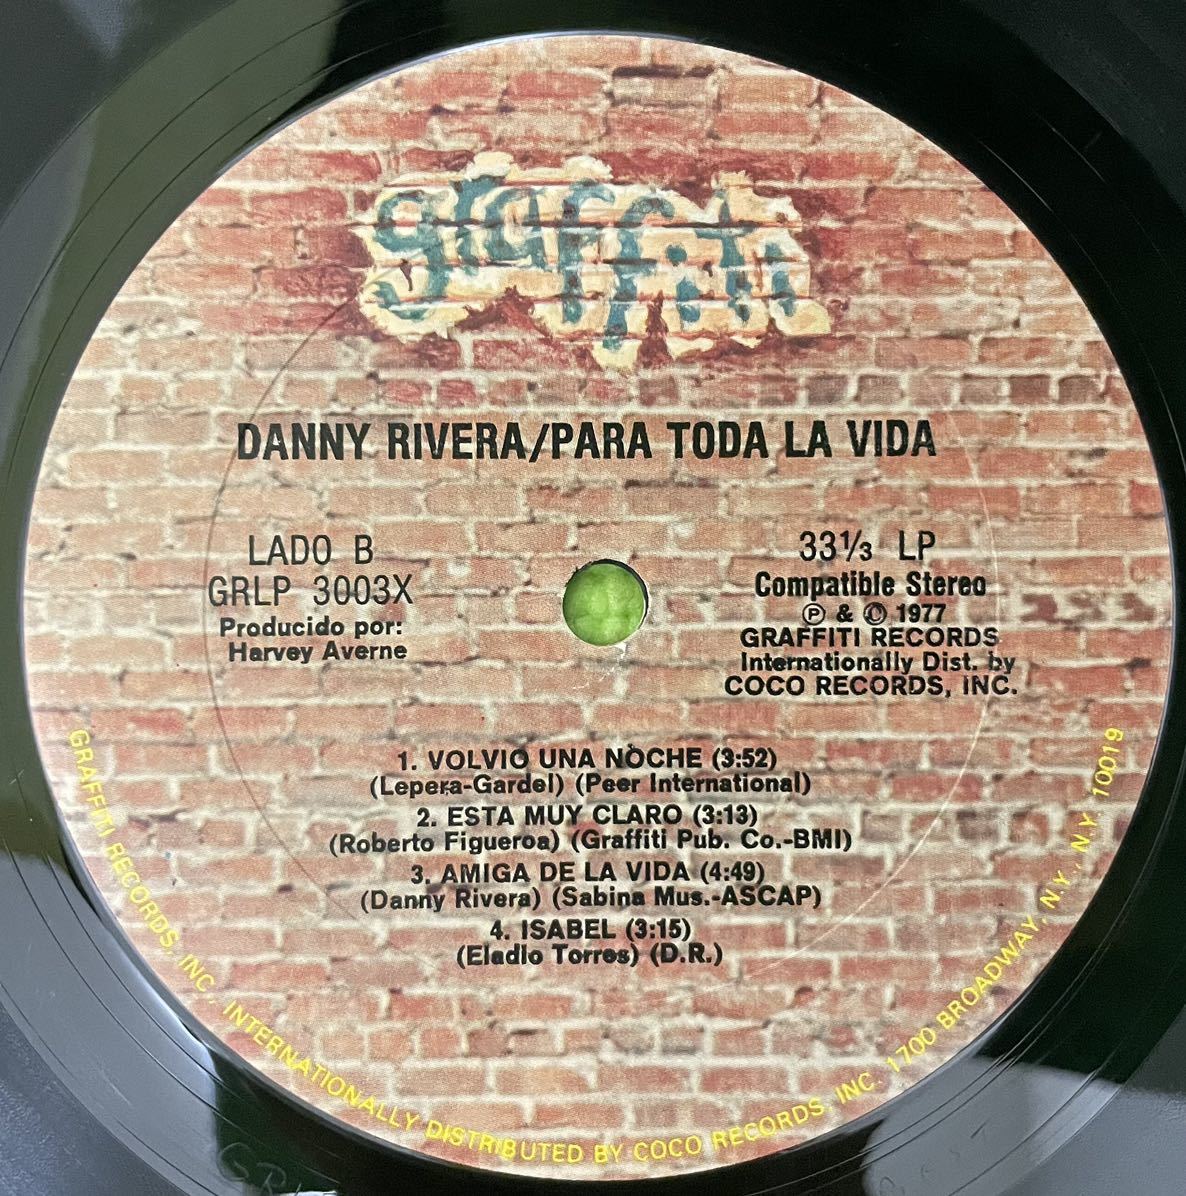 graffiti
DANNY RIVERA/PARA TODA LA VIDA
LADO B
GRLP 3003X
Producido por:
Harvey Averne
33⅓ LP
Compatible Stereo
Ⓟ & © 1977
GRAFFITI RECORDS
Internationally Dist. by
COCO RECORDS, INC.
1. VOLVIO UNA NOCHE (3:52)
(Lepera-Gardel) (Peer International)
2. ESTA MUY CLARO (3:13)
(Roberto Figueroa) (Graffiti Pub. Co.-BMI)
3. AMIGA DE LA VIDA (4:49)
(Danny Rivera) (Sabina Mus.-ASCAP)
4. ISABEL (3:15)
(Eladio Torres) (D.R.)
GRAFFITI RECORDS, INC., INTERNATIONALLY DISTRIBUTED BY COCO RECORDS, INC. 1700 BROADWAY, N.Y., N.Y. 10019